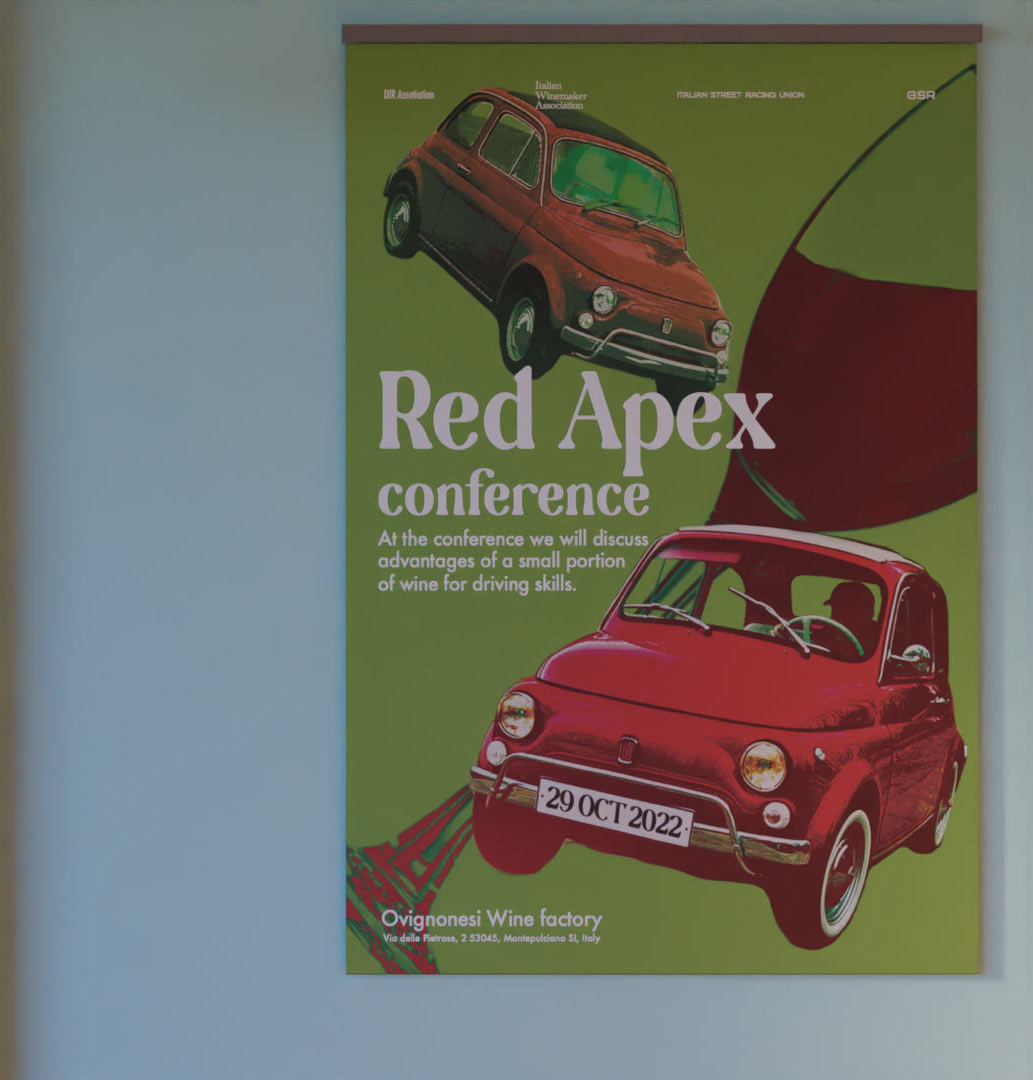 DIR Assotiation
Italian
Winemaker
Association
ITALIAN STREET RACING UNION
GSR
Red Apex
conference
At the conference we will discuss
advantages of a small portion
of wine for driving skills.
· 29 OCT 2022 ·
Ovignonesi Wine factory
Via delle Pietrose, 2 53045, Montepulciano SI, Italy